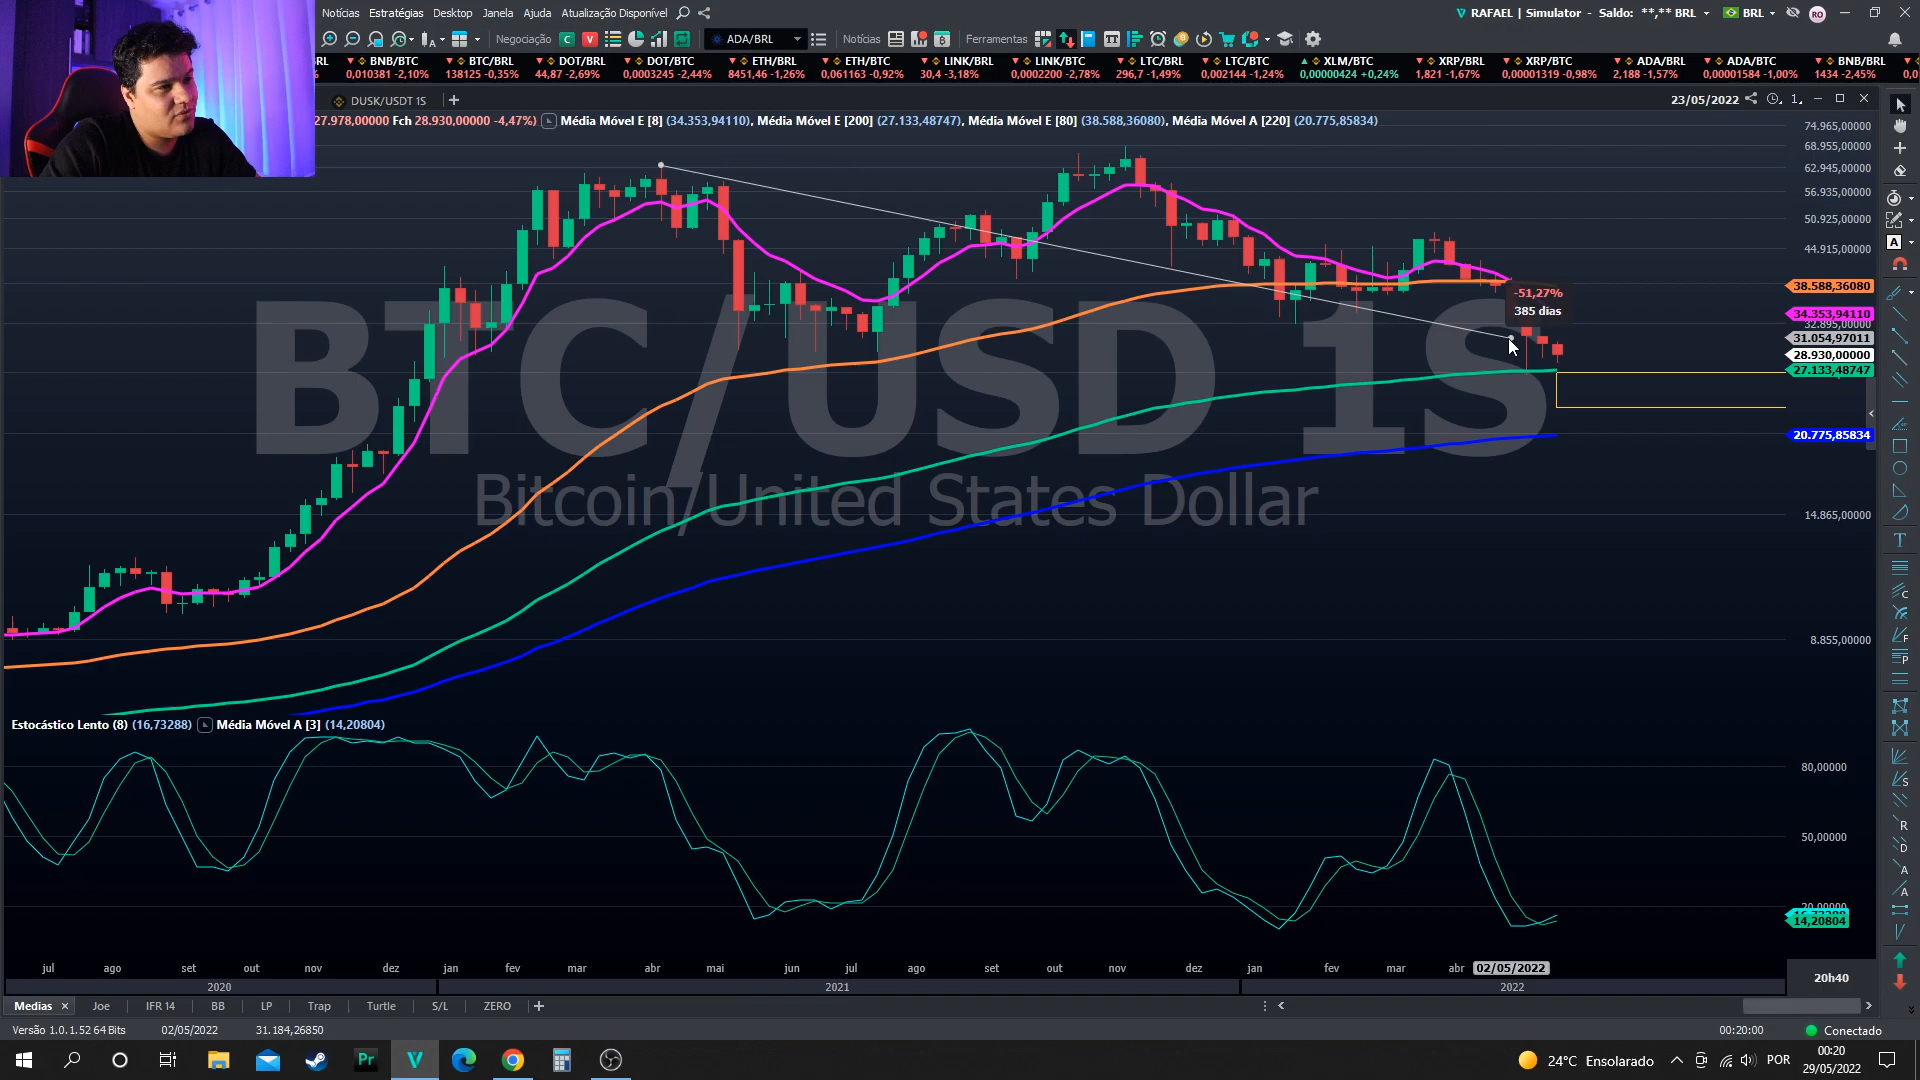 Notícias Estratégias Desktop Janela Ajuda Atualização Disponível
RAFAEL | Simulator - Saldo: **,** BRL BRL RO
Negociação C V ADA/BRL Notícias Ferramentas
RL BNB/BTC BTC/BRL DOT/BRL DOT/BTC ETH/BRL ETH/BTC LINK/BRL LINK/BTC LTC/BRL LTC/BTC XLM/BTC XRP/BRL XRP/BTC ADA/BRL ADA/BTC BNB/BRL
% 0,010381 -2,10% 138125 -0,35% 44,87 -2,69% 0,0003245 -2,44% 8451,46 -1,26% 0,061163 -0,92% 30,4 -3,18% 0,0002200 -2,78% 296,7 -1,49% 0,002144 -1,24% 0,00000424 +0,24% 1,821 -1,67% 0,00001319 -0,98% 2,188 -1,57% 0,00001584 -1,00% 1434 -2,45% 0,0
DUSK/USDT 1S +
23/05/2022 1.
27.978,00000 Fch 28.930,00000 -4,47%) Média Móvel E [8] (34.353,94110), Média Móvel E [200] (27.133,48747), Média Móvel E [80] (38.588,36080), Média Móvel A [220] (20.775,85834)
74.965,00000
68.955,00000
62.945,00000
56.935,00000
50.925,00000
44.915,00000
38.588,36080
34.353,94110
32.895,00000
31.054,97011
28.930,00000
27.133,48747
20.775,85834
14.865,00000
8.855,00000
-51,27%
385 dias
BTC/USD 1S
Bitcoin/United States Dollar
Estocástico Lento (8) (16,73288) Média Móvel A [3] (14,20804)
80,00000
50,00000
20,00000
14,20804
jul ago set out nov dez jan fev mar abr mai jun jul ago set out nov dez jan fev mar abr 02/05/2022
20h40
2020 2021 2022
Medias Joe IFR 14 BB LP Trap Turtle S/L ZERO +
Versão 1.0.1.52 64 Bits 02/05/2022 31.184,26850 00:20:00 Conectado
Pr 24°C Ensolarado POR 00:20
29/05/2022